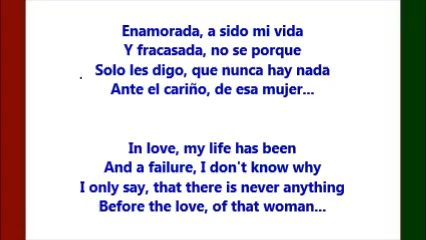 Enamorada, a sido mi vida
Y fracasada, no se porque
Solo les digo, que nunca hay nada
Ante el cariño, de esa mujer...
In love, my life has been
And a failure, I don't know why
I only say, that there is never anything
Before the love, of that woman...